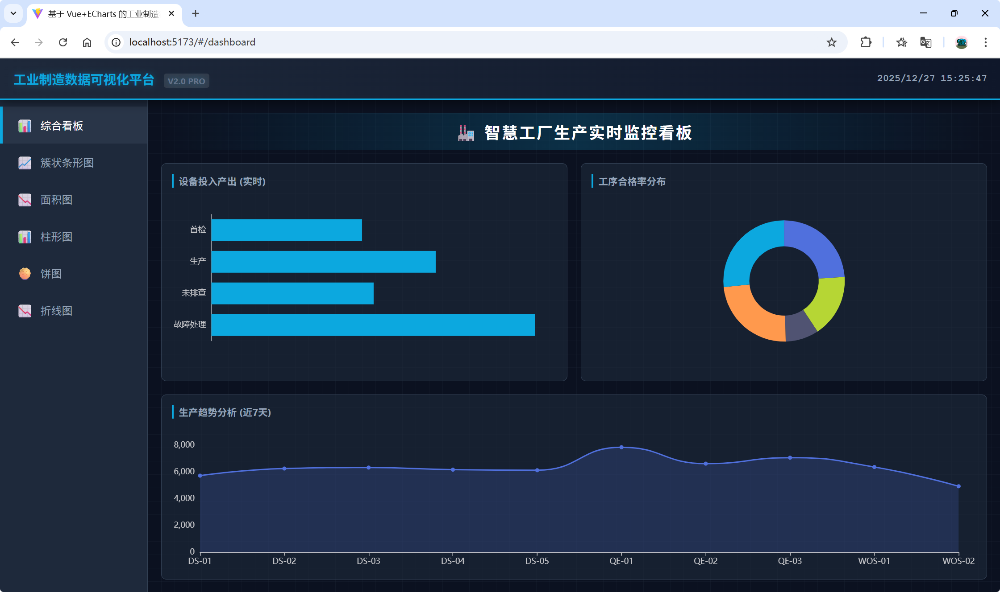 基于 Vue+ECharts 的工业制造
localhost:5173/#/dashboard
工业制造数据可视化平台 V2.0 PRO
2025/12/27 15:25:47
综合看板
簇状条形图
面积图
柱形图
饼图
折线图
智慧工厂生产实时监控看板
设备投入产出 (实时)
首检
生产
未排查
故障处理
工序合格率分布
生产趋势分析 (近7天)
8,000
6,000
4,000
2,000
0
DS-01 DS-02 DS-03 DS-04 DS-05 QE-01 QE-02 QE-03 WOS-01 WOS-02